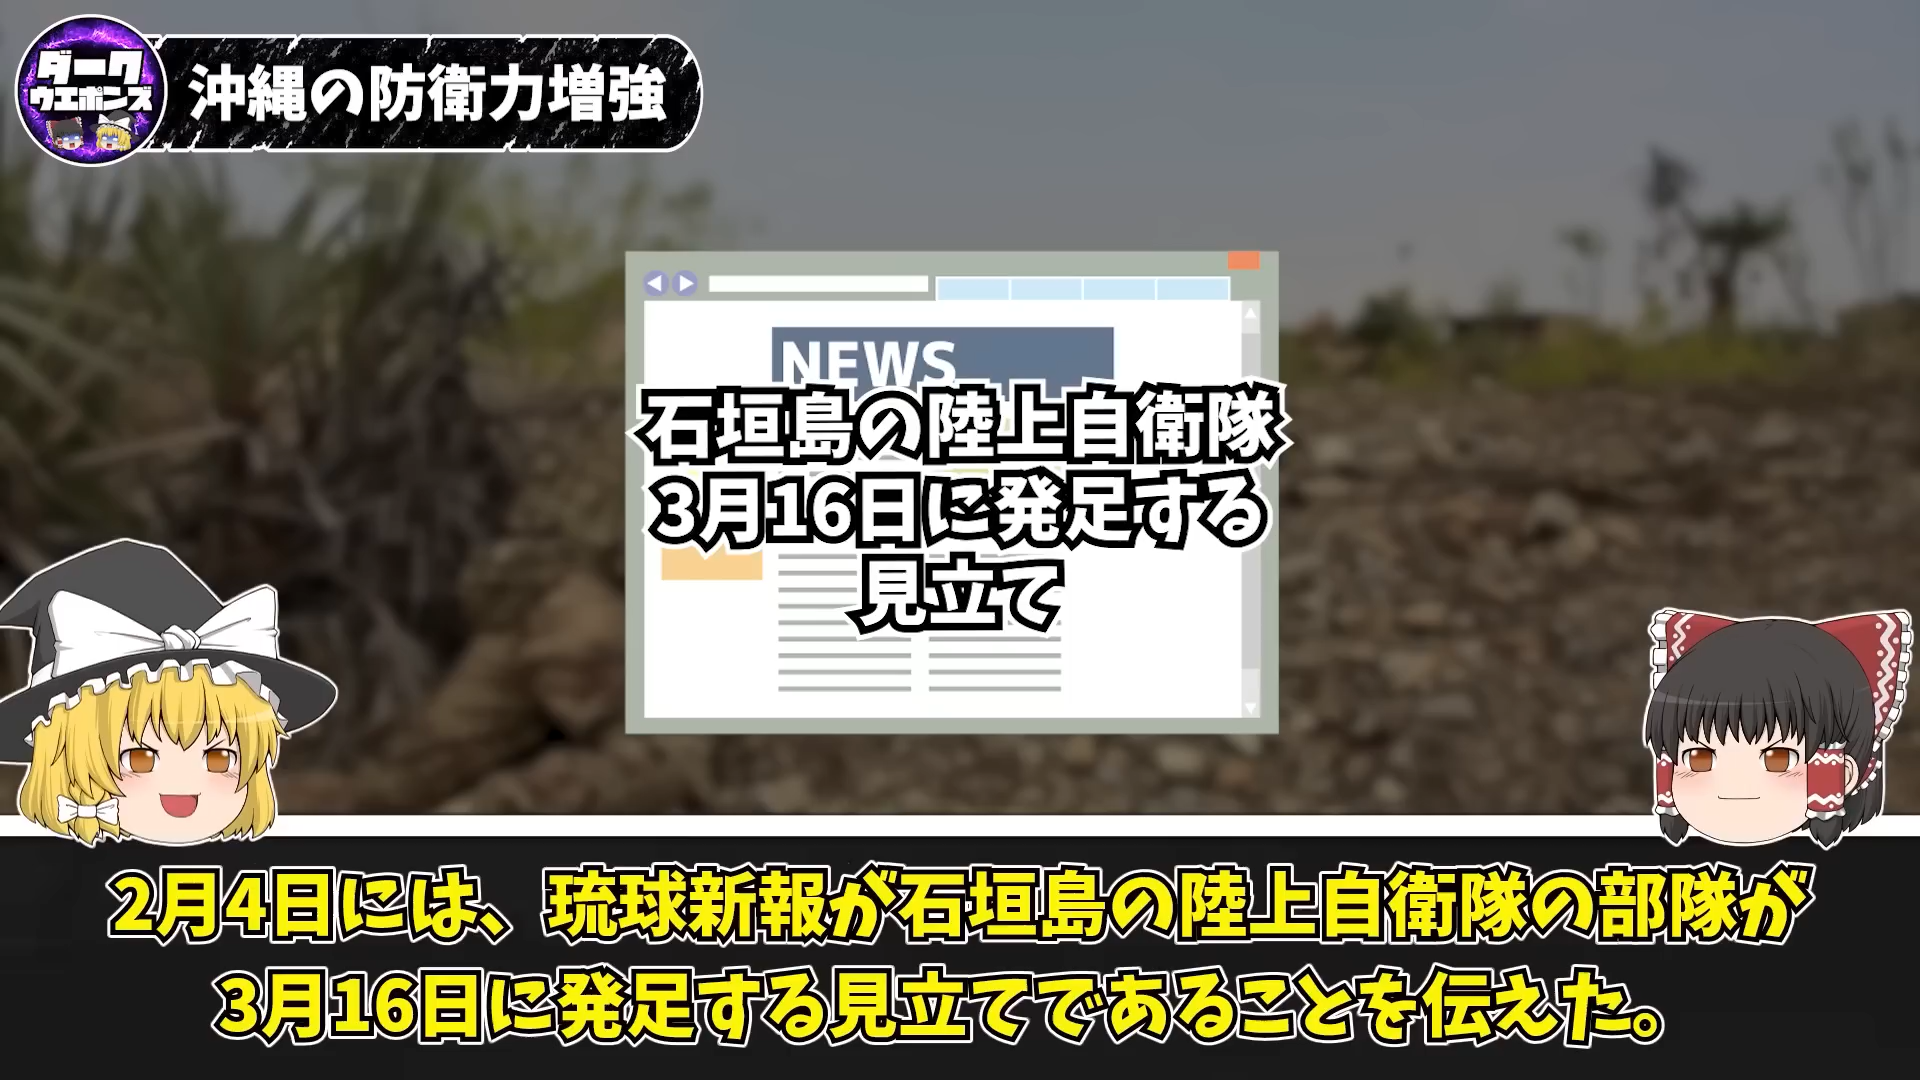 ダーク
ウエポンズ
沖縄の防衛力増強
NEWS
石垣島の陸上自衛隊
3月16日に発足する
見立て
2月4日には、琉球新報が石垣島の陸上自衛隊の部隊が
3月16日に発足する見立てであることを伝えた。